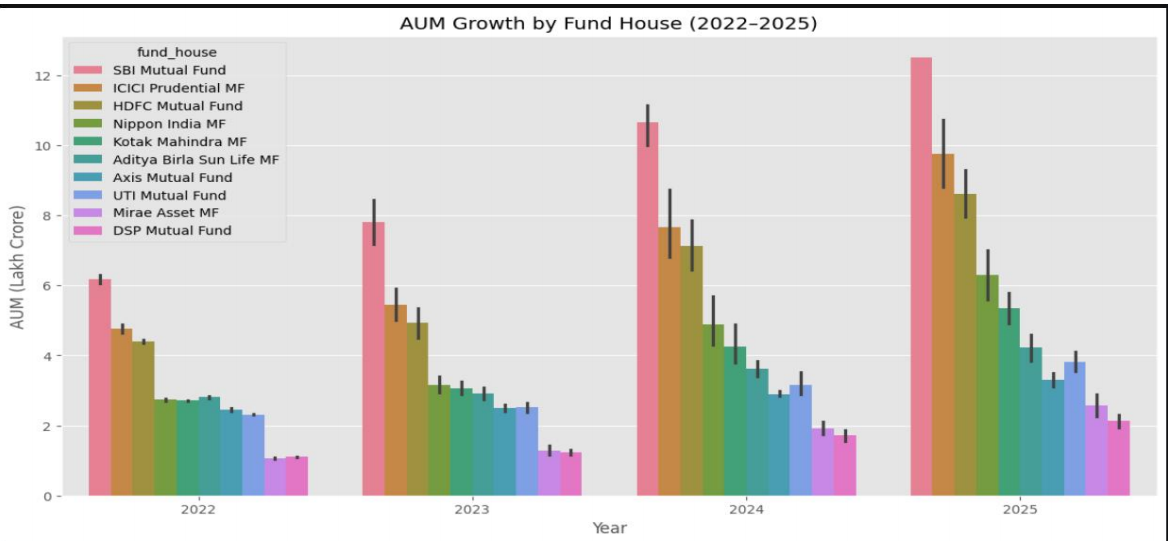 AUM Growth by Fund House (2022–2025)
fund_house
SBI Mutual Fund
ICICI Prudential MF
HDFC Mutual Fund
Nippon India MF
Kotak Mahindra MF
Aditya Birla Sun Life MF
Axis Mutual Fund
UTI Mutual Fund
Mirae Asset MF
DSP Mutual Fund
AUM (Lakh Crore)
12
10
8
6
4
2
0
2022 2023 2024 2025
Year